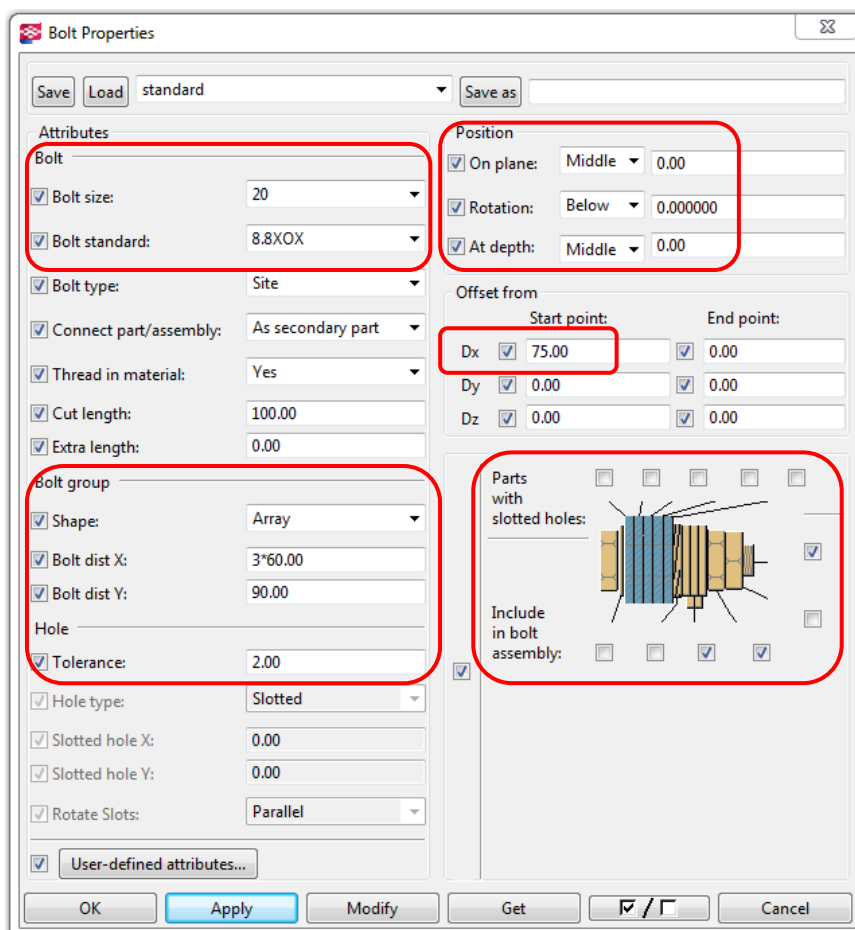 Bolt Properties
Save Load standard Save as
Attributes
Bolt
Bolt size: 20
Bolt standard: 8.8XOX
Bolt type: Site
Connect part/assembly: As secondary part
Thread in material: Yes
Cut length: 100.00
Extra length: 0.00
Bolt group
Shape: Array
Bolt dist X: 3*60.00
Bolt dist Y: 90.00
Hole
Tolerance: 2.00
Hole type: Slotted
Slotted hole X: 0.00
Slotted hole Y: 0.00
Rotate Slots: Parallel
User-defined attributes...
Position
On plane: Middle 0.00
Rotation: Below 0.000000
At depth: Middle 0.00
Offset from
Start point: End point:
Dx 75.00 0.00
Dy 0.00 0.00
Dz 0.00 0.00
Parts
with
slotted holes:
Include
in bolt
assembly:
OK Apply Modify Get / Cancel